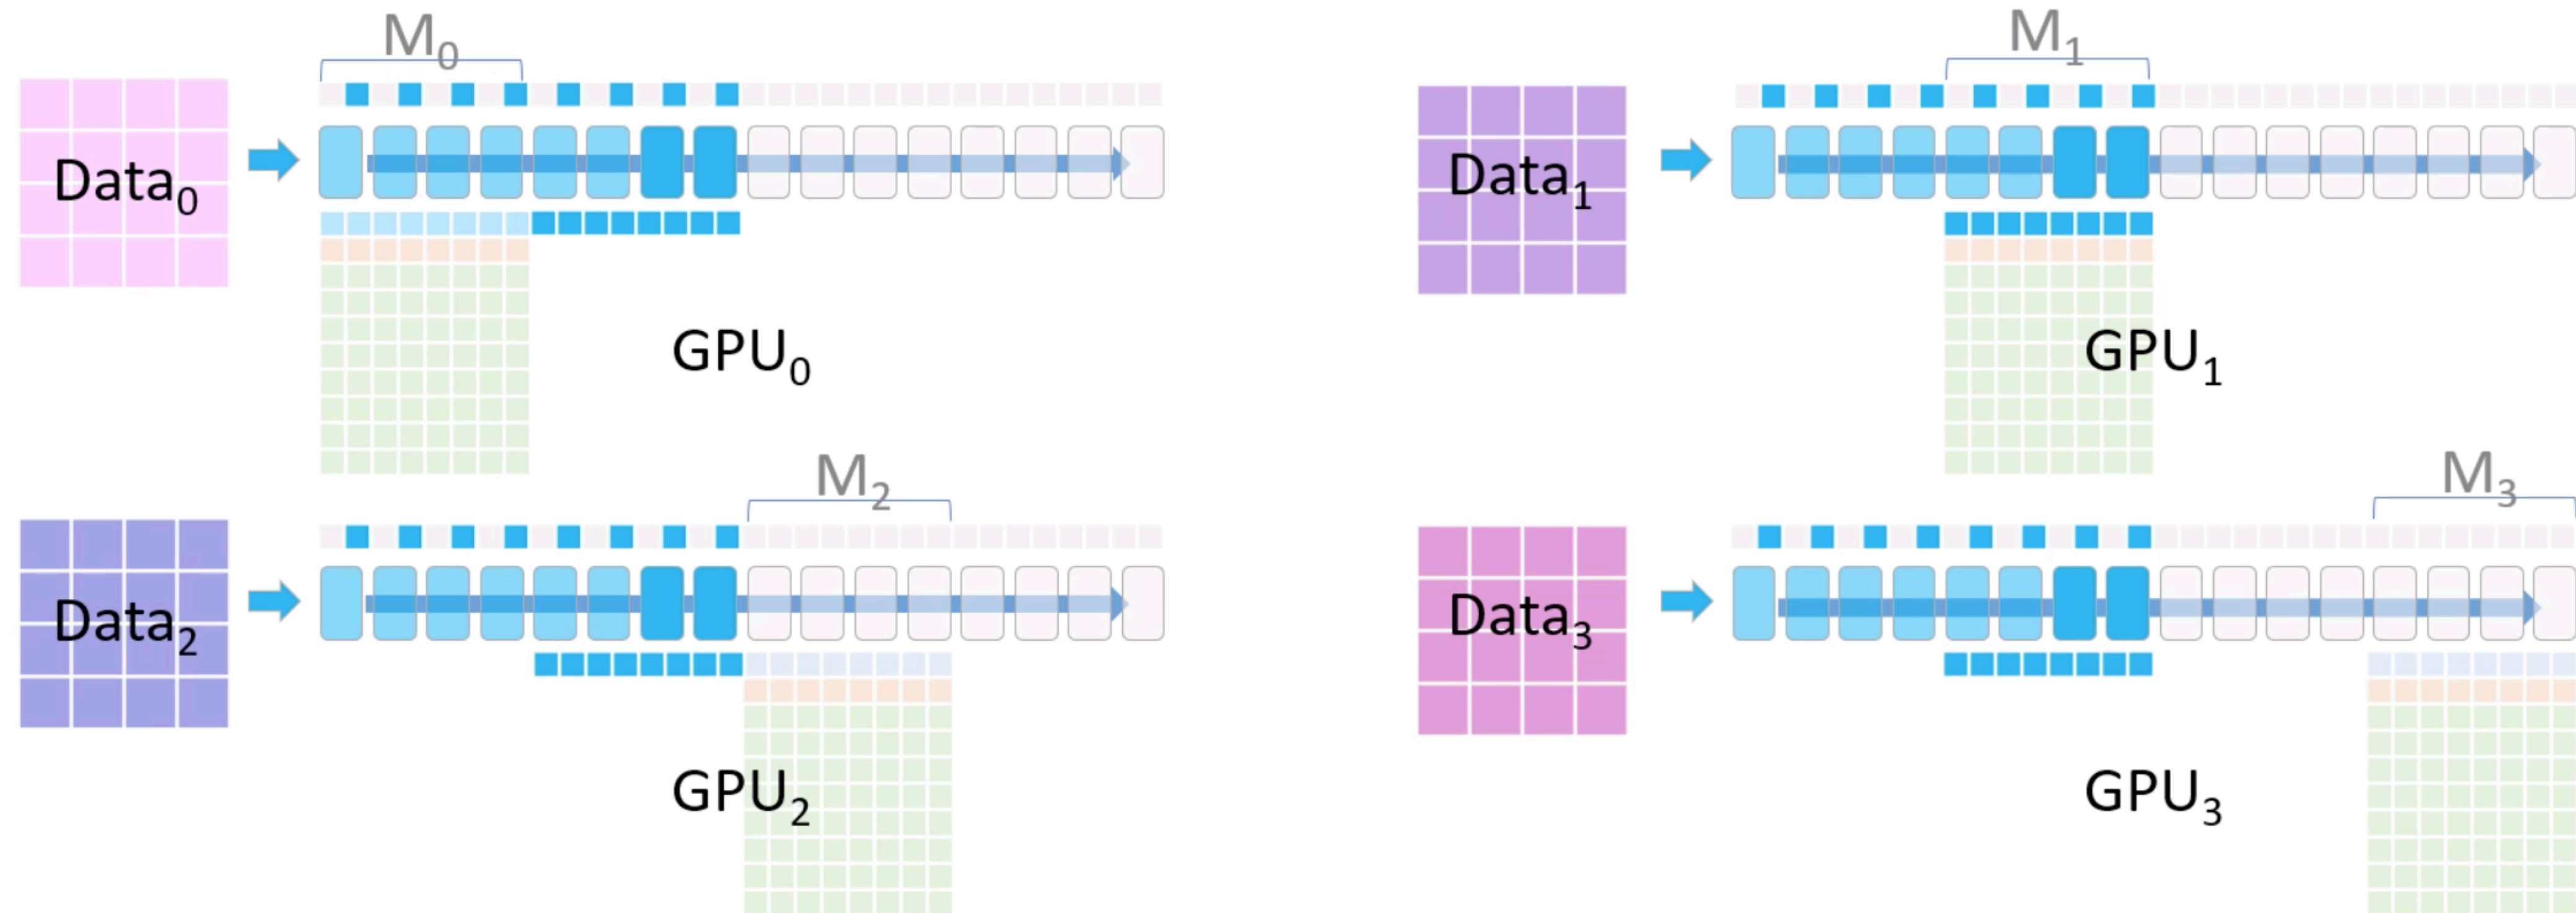 M₀
M₁
Data₀
Data₁
GPU₀
GPU₁
M₂
M₃
Data₂
Data₃
GPU₂
GPU₃